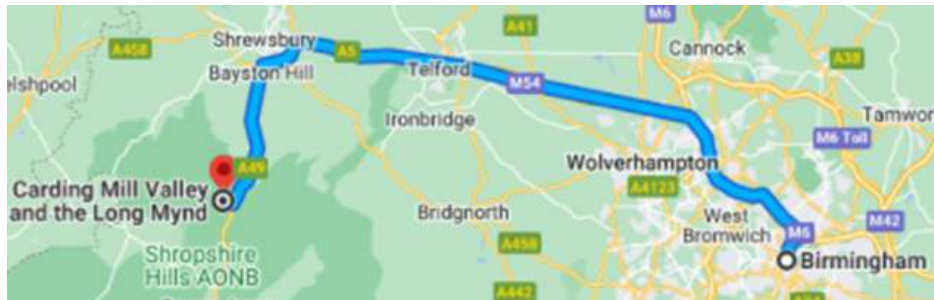 M6
A458
A41
Shrewsbury
A5
Cannock
A38
elshpool
Bayston Hill
Telford
M54
Tamwo
Ironbridge
M6 Toll
Wolverhampton
A49
A4123
Carding Mill Valley
and the Long Mynd
Bridgnorth
West
Bromwich
M6
M42
A458
Shropshire
Hills AONB
Birmingham
A442